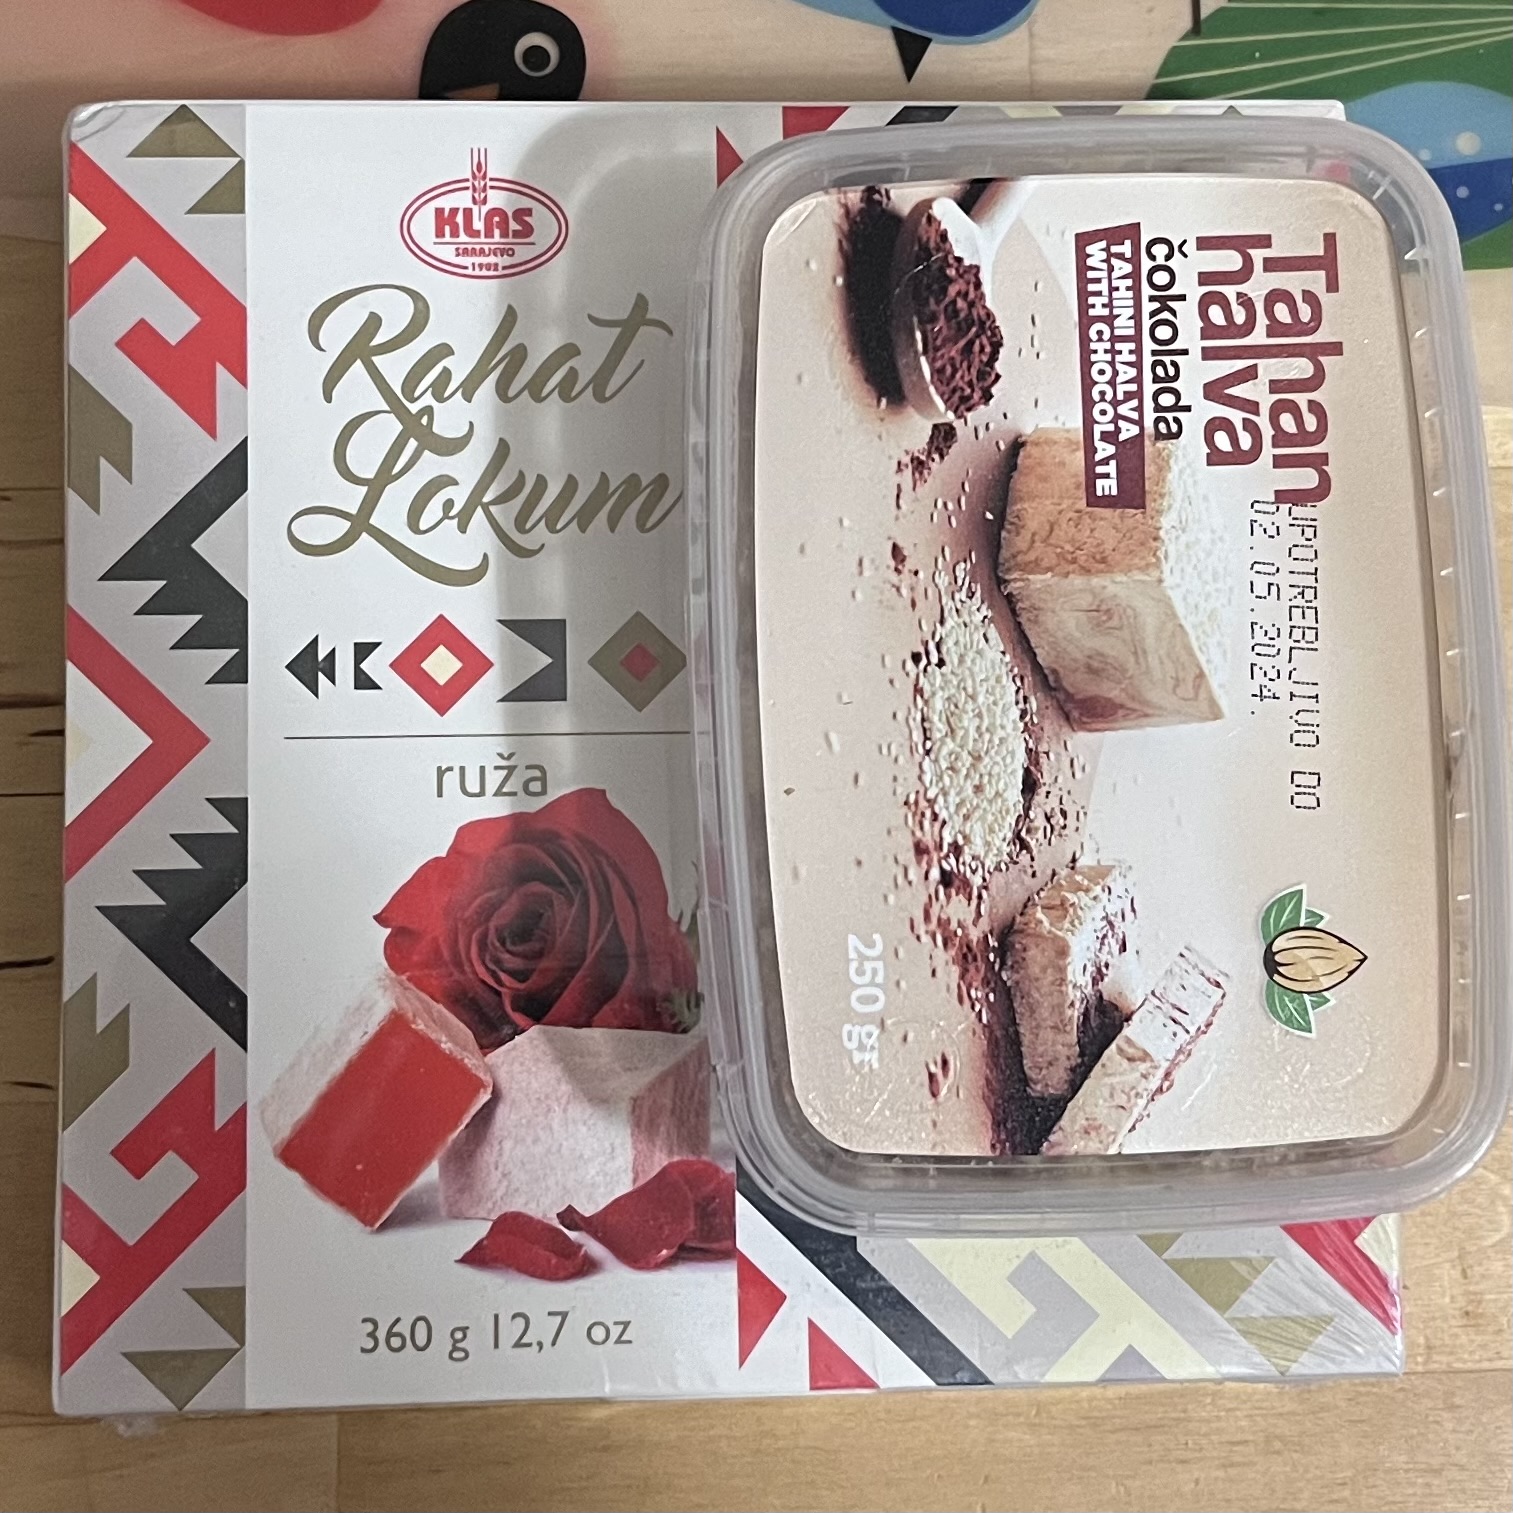 KLAS
SARAJEVO
1902
Rahat
Lokum
ruža
360 g 12,7 oz
Tahan
halva
čokolada
TAHINI HALVA
WITH CHOCOLATE
UPOTREBLJIVO DO
02.05.2024.
250 gr